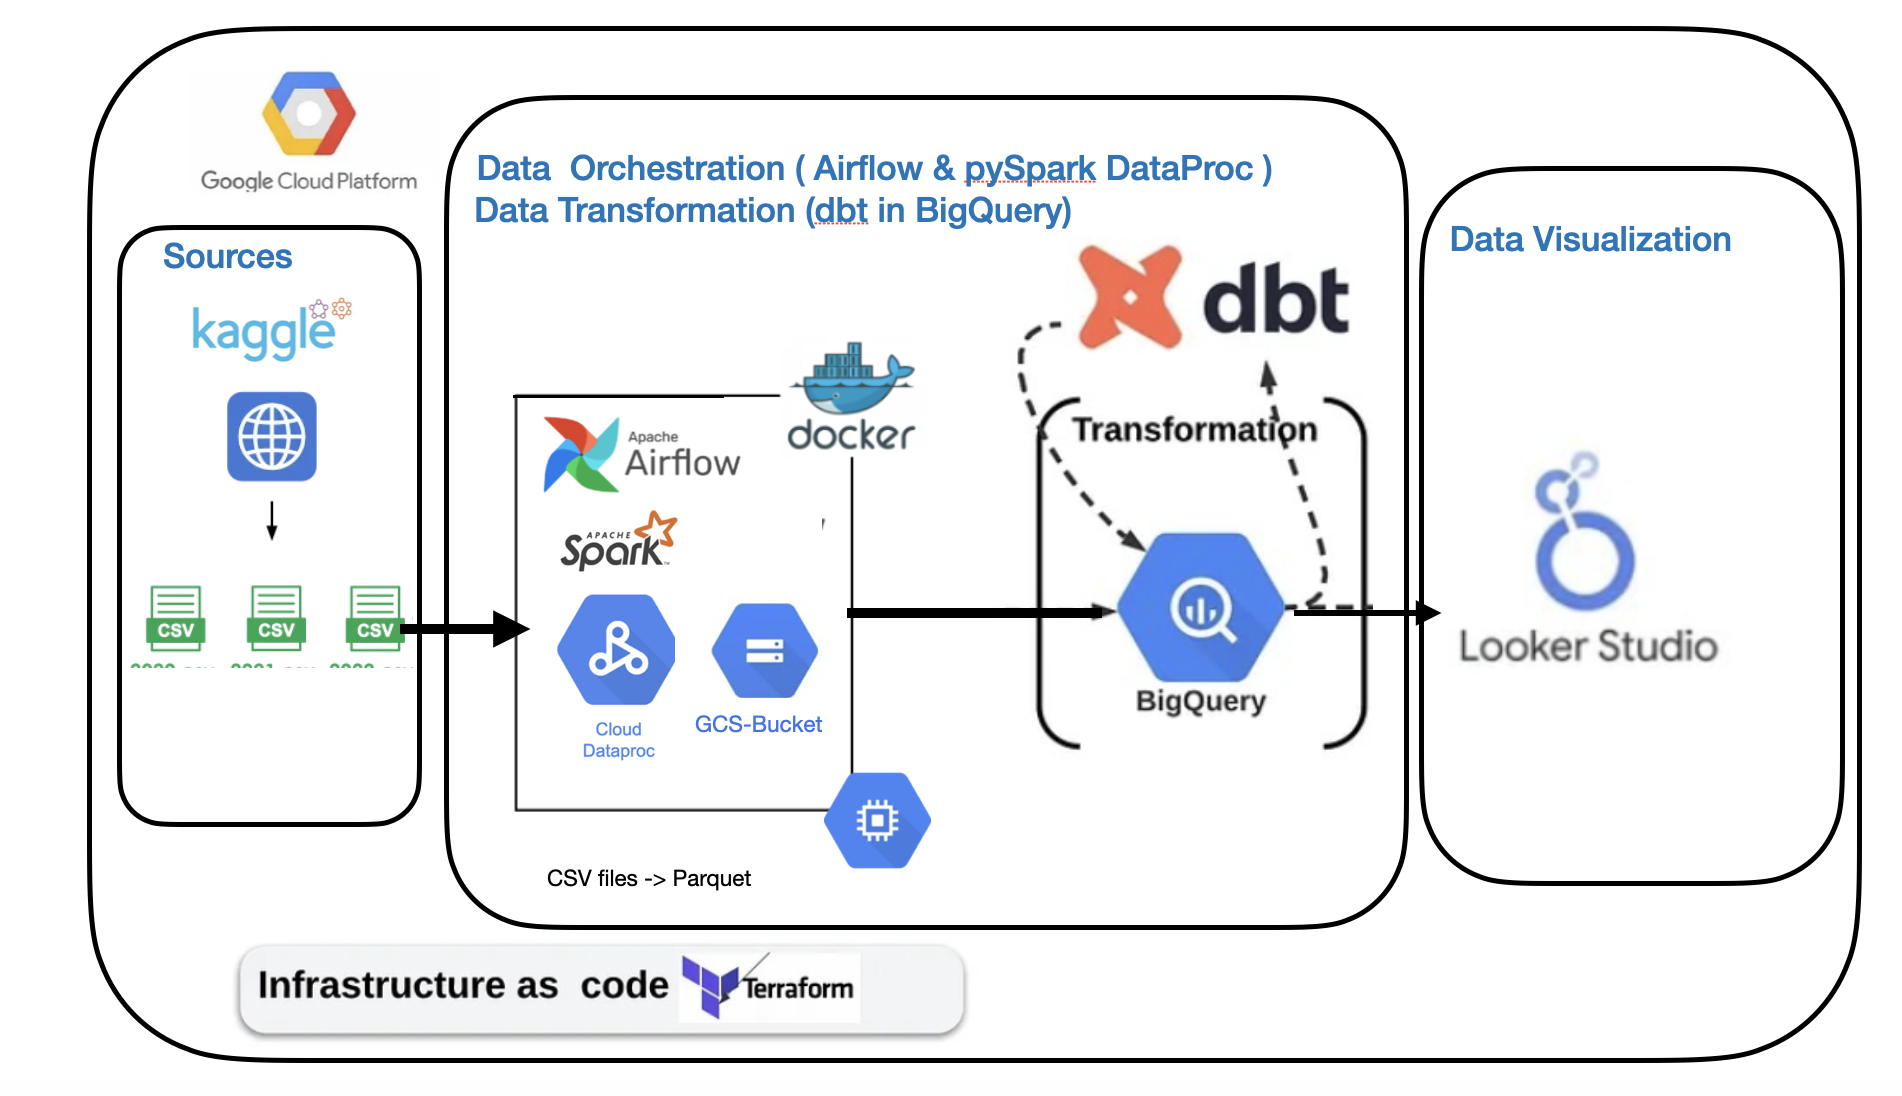 Google Cloud Platform
Data Orchestration ( Airflow & pySpark DataProc )
Data Transformation (dbt in BigQuery)
Sources
kaggle
CSV
CSV
CSV
docker
Apache
Airflow
APACHE
Spark
Cloud
Dataproc
GCS-Bucket
CSV files -> Parquet
dbt
Transformation
BigQuery
Data Visualization
Looker Studio
Infrastructure as code
Terraform